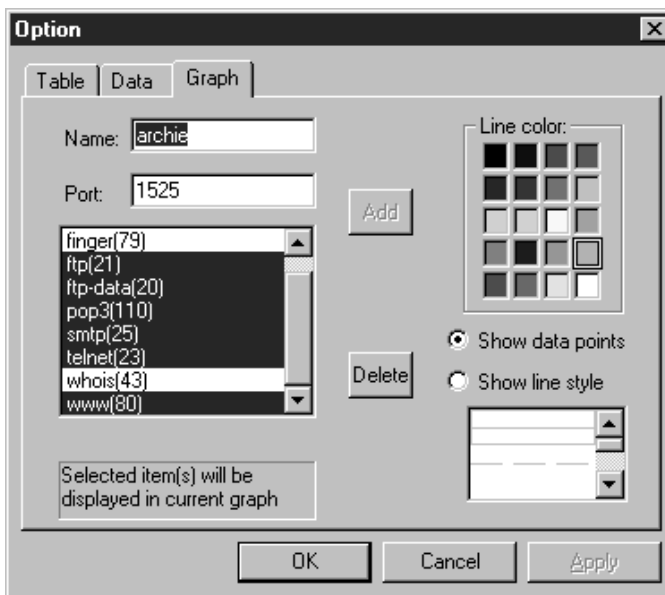 Option
Table Data Graph
Name: archie
Port: 1525
Add
finger(79)
ftp(21)
ftp-data(20)
pop3(110)
smtp(25)
telnet(23)
whois(43)
www(80)
Delete
Selected item(s) will be
displayed in current graph
Line color:
Show data points
Show line style
OK Cancel Apply